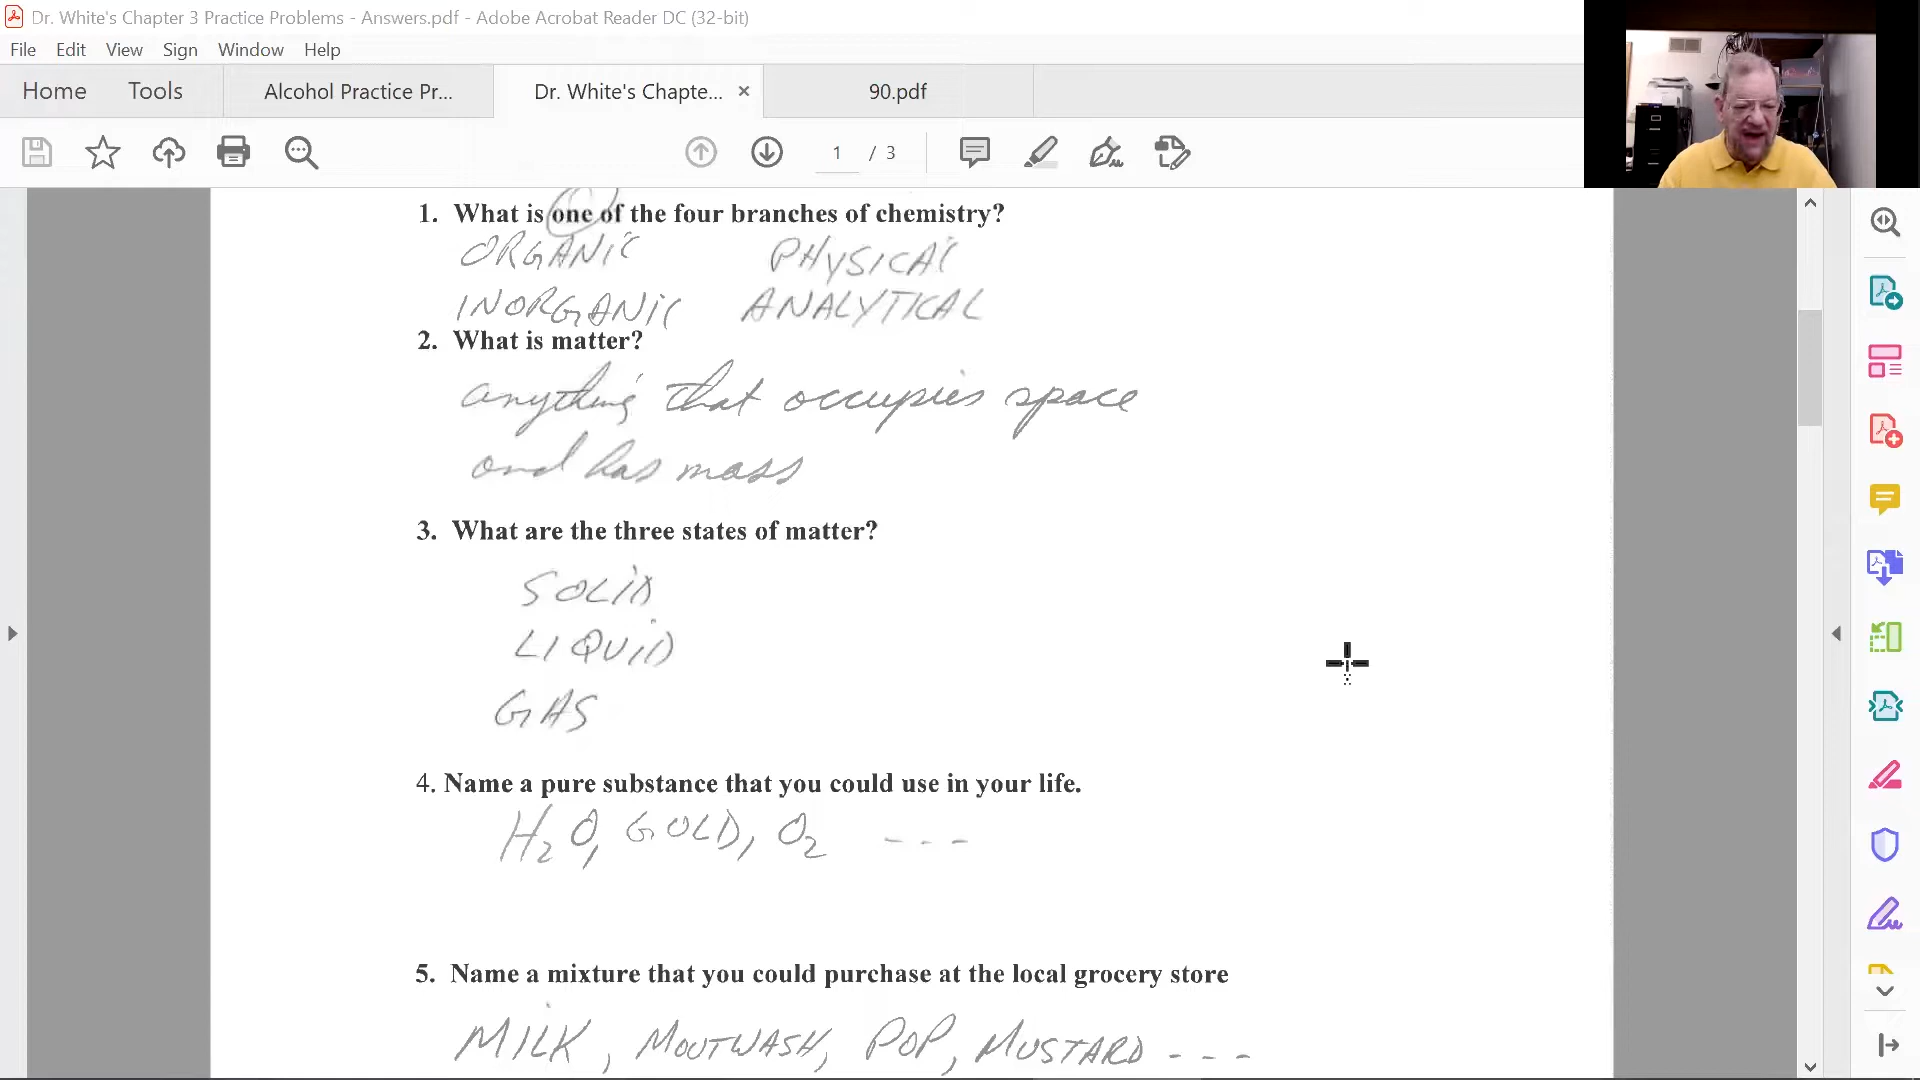 Dr. White's Chapter 3 Practice Problems - Answers.pdf - Adobe Acrobat Reader DC (32-bit)
File Edit View Sign Window Help
Home Tools Alcohol Practice Pr... Dr. White's Chapte... × 90.pdf
1 / 3
1. What is one of the four branches of chemistry?
ORGANIC PHYSICAL
INORGANIC ANALYTICAL
2. What is matter?
anything that occupies space
and has mass
3. What are the three states of matter?
SOLID
LIQUID
GAS
4. Name a pure substance that you could use in your life.
H₂O, GOLD, O₂ ---
5. Name a mixture that you could purchase at the local grocery store
MILK, MOUTWASH, POP, MUSTARD ---